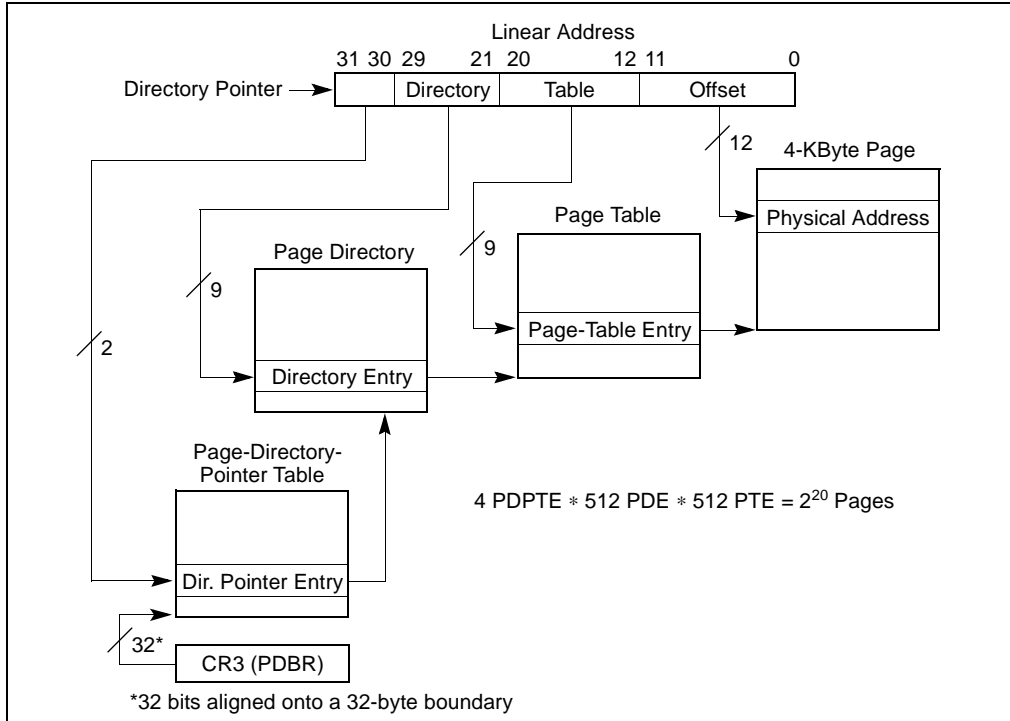 Linear Address
31 30 29 21 20 12 11 0
Directory Pointer
Directory Table Offset
12
4-KByte Page
Physical Address
Page Table
9
Page-Table Entry
Page Directory
9
Directory Entry
2
Page-Directory-
Pointer Table
4 PDPTE ∗ 512 PDE ∗ 512 PTE = 2²⁰ Pages
Dir. Pointer Entry
32*
CR3 (PDBR)
*32 bits aligned onto a 32-byte boundary